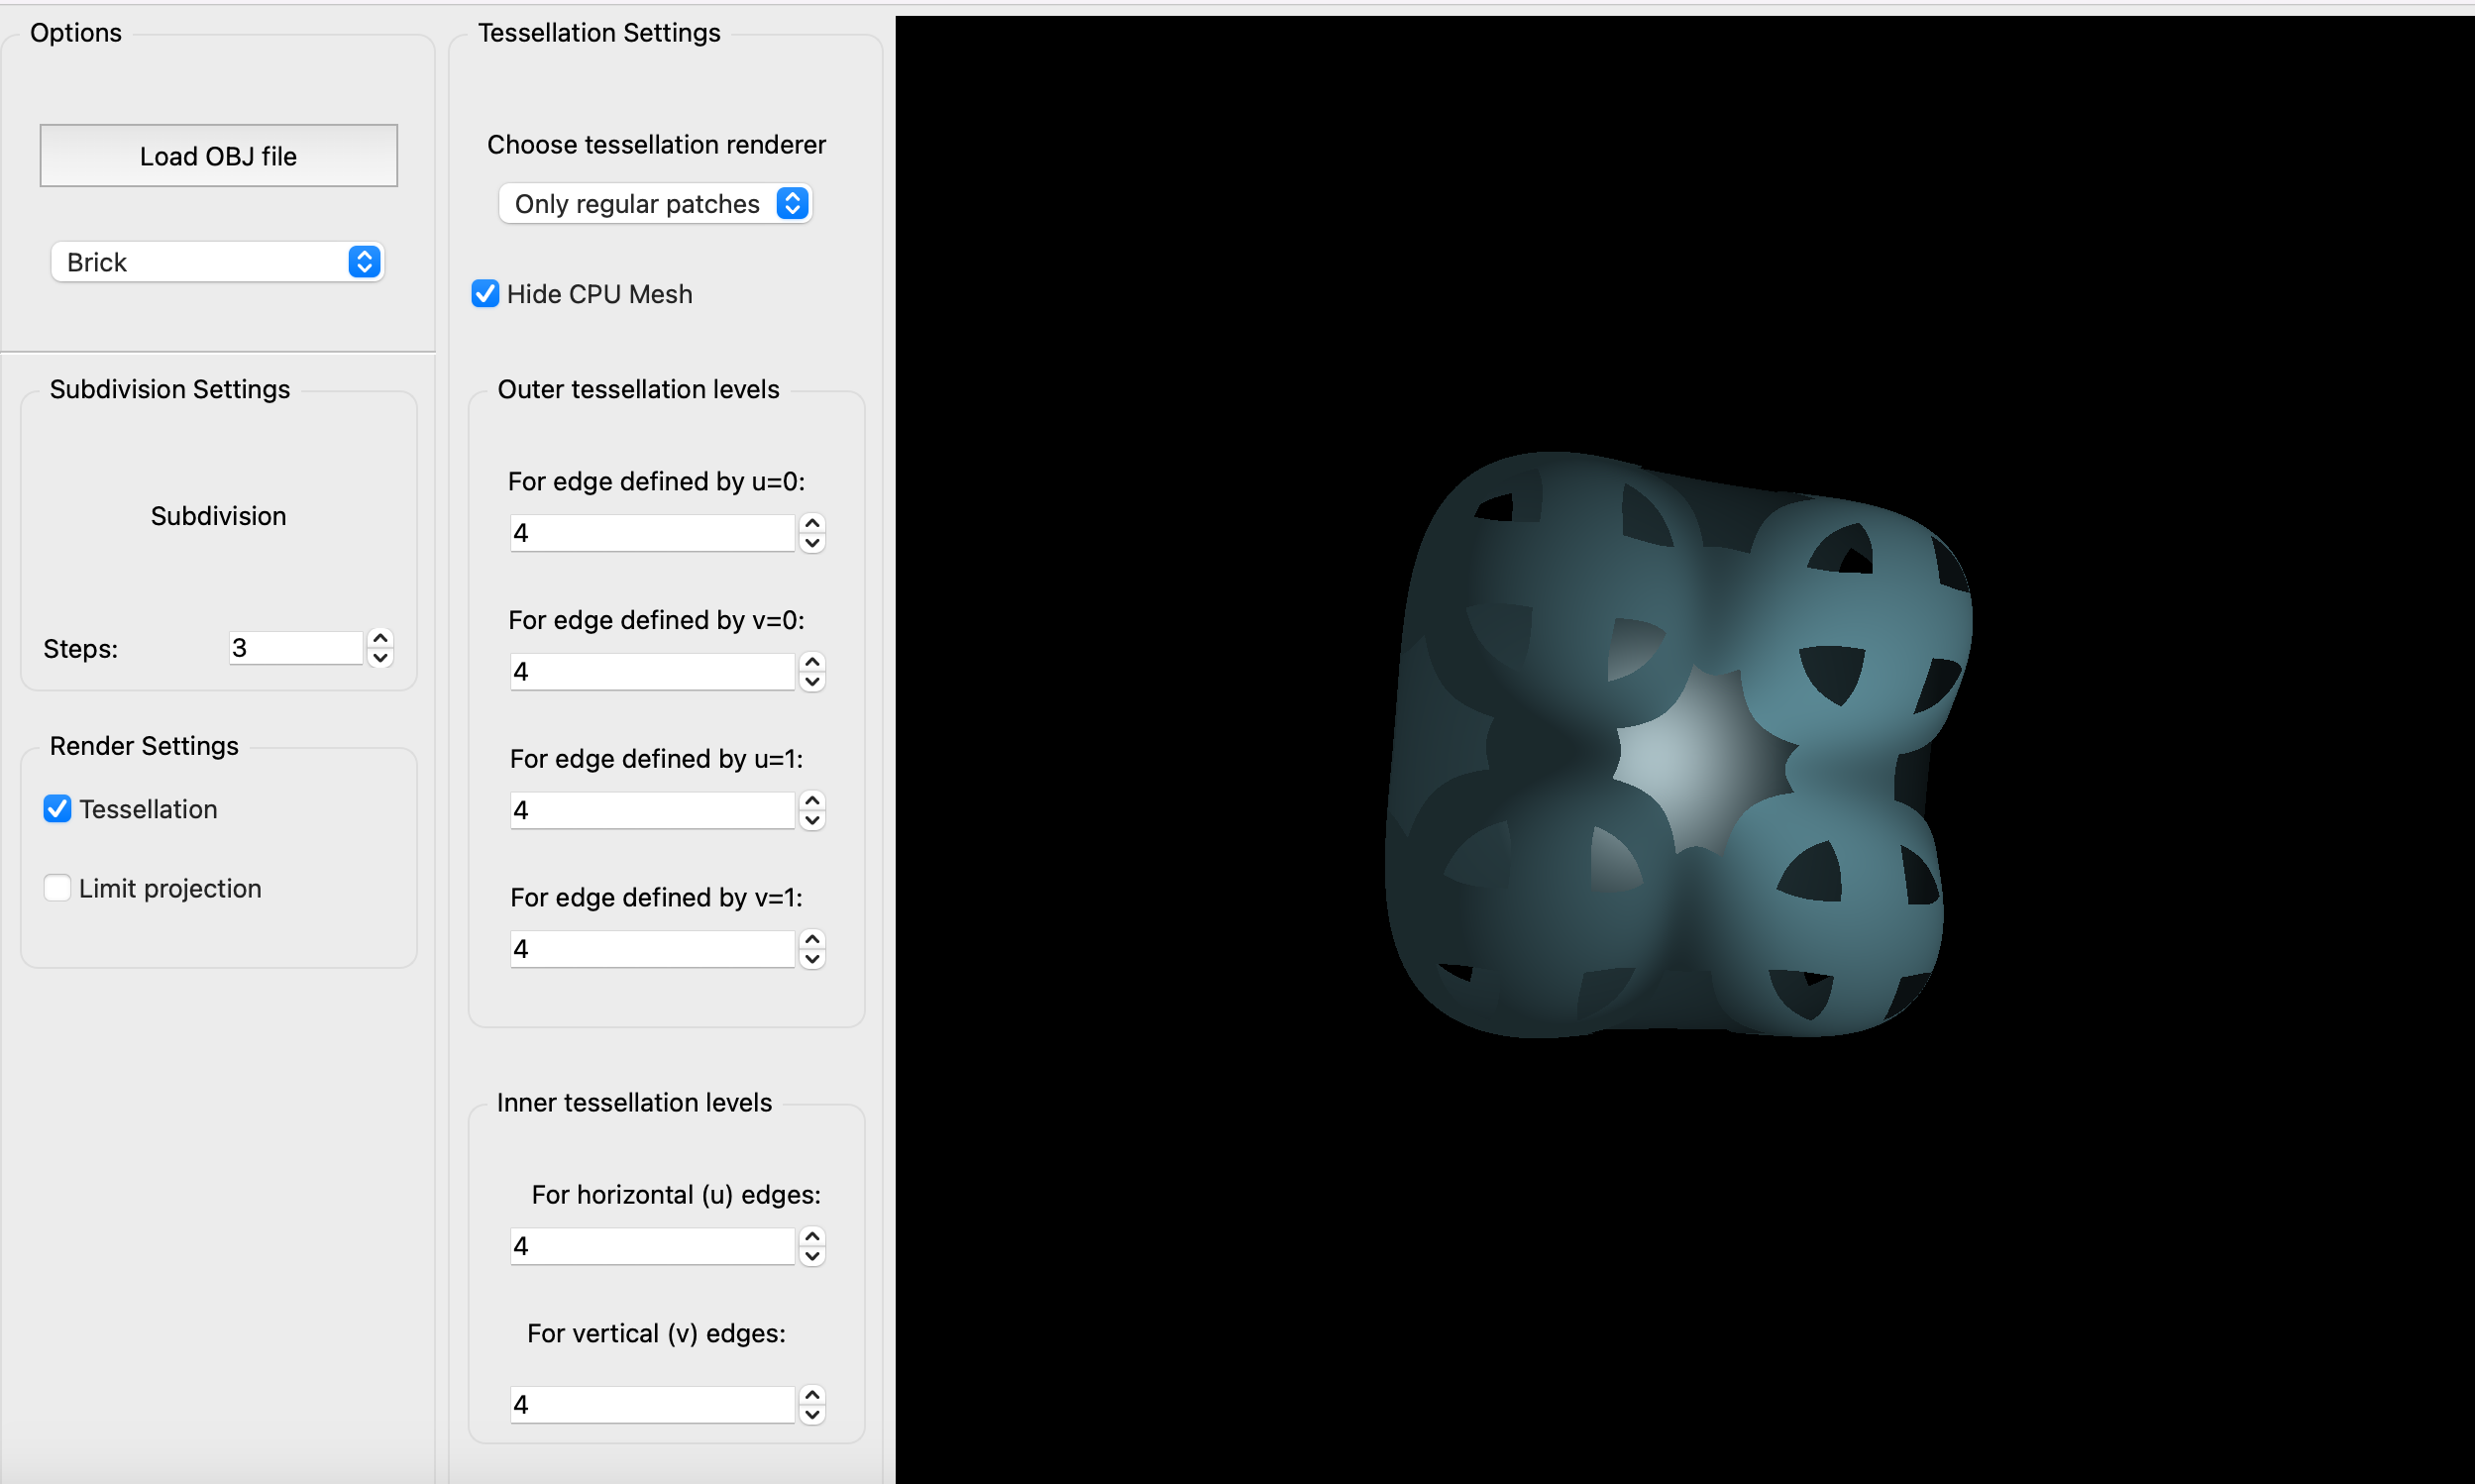 Options
Load OBJ file
Brick
Subdivision Settings
Subdivision
Steps:
3
Render Settings
Tessellation
Limit projection
Tessellation Settings
Choose tessellation renderer
Only regular patches
Hide CPU Mesh
Outer tessellation levels
For edge defined by u=0:
4
For edge defined by v=0:
4
For edge defined by u=1:
4
For edge defined by v=1:
4
Inner tessellation levels
For horizontal (u) edges:
4
For vertical (v) edges:
4